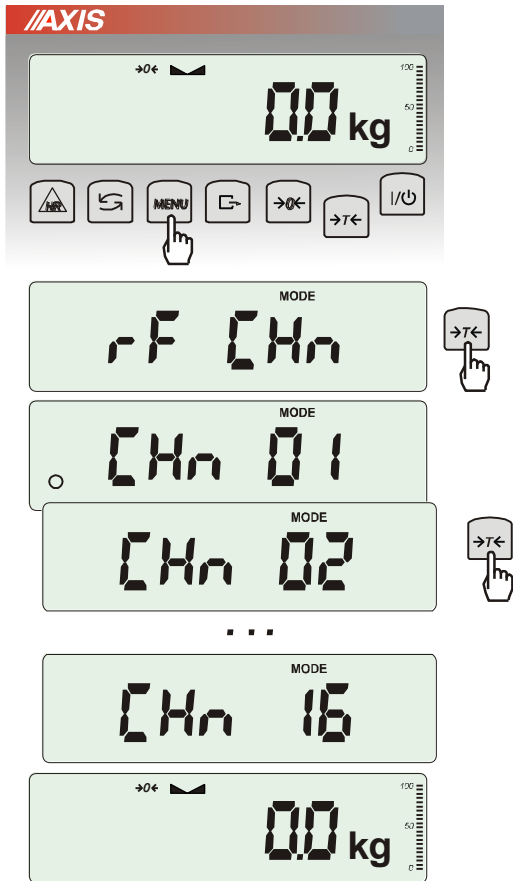 AXIS
→0← 100
50
0.0 kg
0
MR MENU →0← →T← I/
MODE
rF CHn
→T←
MODE
CHn 01
MODE
CHn 02
→T←
...
MODE
CHn 16
→0← 100
50
0.0 kg
0